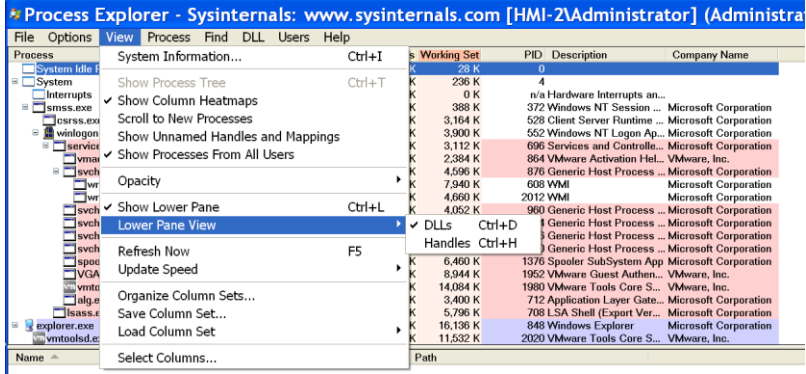 Process Explorer - Sysinternals: www.sysinternals.com [HMI-2\Administrator] (Administra
File Options View Process Find DLL Users Help
Process s Working Set PID Description Company Name
System Idle P K 28 K 0
System K 236 K 4
Interrupts K 0 K n/a Hardware Interrupts an...
smss.exe K 388 K 372 Windows NT Session ... Microsoft Corporation
csrss.exe K 3,164 K 528 Client Server Runtime ... Microsoft Corporation
winlogon K 3,900 K 552 Windows NT Logon Ap... Microsoft Corporation
service K 3,112 K 696 Services and Controlle... Microsoft Corporation
vmac K 2,384 K 864 VMware Activation Hel... VMware, Inc.
svch K 4,596 K 876 Generic Host Process ... Microsoft Corporation
wr K 7,940 K 608 WMI Microsoft Corporation
wr K 4,660 K 2012 WMI Microsoft Corporation
svch K 4,052 K 960 Generic Host Process ... Microsoft Corporation
svch 4 Generic Host Process ... Microsoft Corporation
svch 6 Generic Host Process ... Microsoft Corporation
svch 0 Generic Host Process ... Microsoft Corporation
spoo K 6,460 K 1376 Spooler SubSystem App Microsoft Corporation
VGA K 8,944 K 1952 VMware Guest Authen... VMware, Inc.
vmto K 14,084 K 1980 VMware Tools Core S... VMware, Inc.
alg.e K 3,400 K 712 Application Layer Gate... Microsoft Corporation
lsass.e K 5,796 K 708 LSA Shell (Export Ver... Microsoft Corporation
explorer.exe K 16,136 K 848 Windows Explorer Microsoft Corporation
vmtoolsd.e K 11,532 K 2020 VMware Tools Core S... VMware, Inc.
Name Path
System Information... Ctrl+I
Show Process Tree Ctrl+T
Show Column Heatmaps
Scroll to New Processes
Show Unnamed Handles and Mappings
Show Processes From All Users
Opacity
Show Lower Pane Ctrl+L
Lower Pane View
DLLs Ctrl+D
Handles Ctrl+H
Refresh Now F5
Update Speed
Organize Column Sets...
Save Column Set...
Load Column Set
Select Columns...